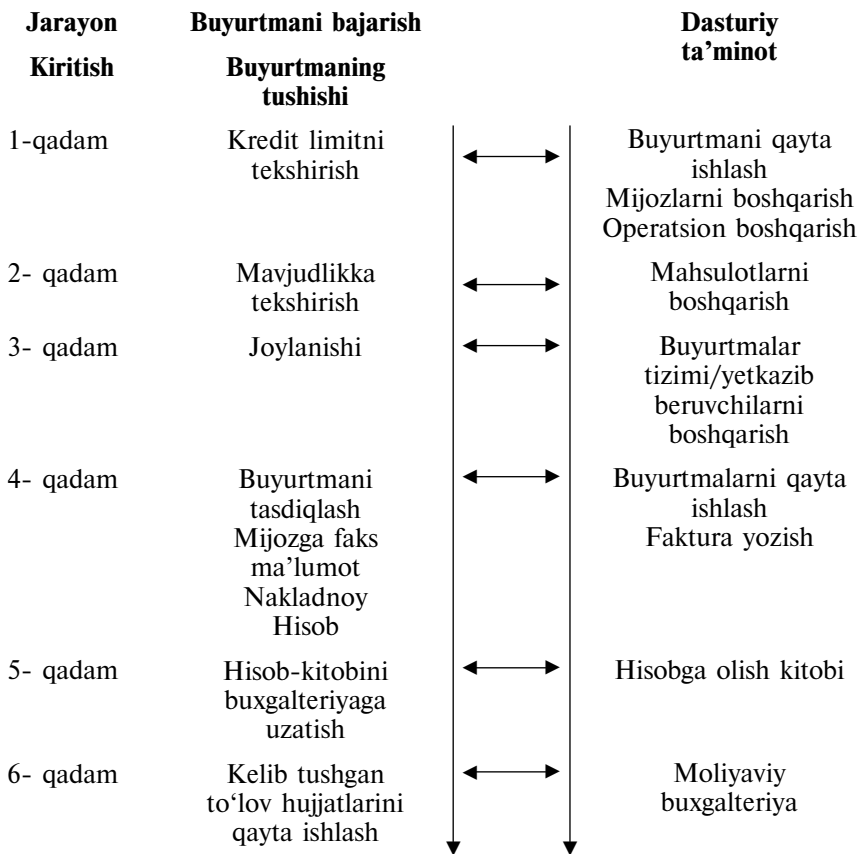 Jarayon Buyurtmani bajarish Dasturiy
ta’minot
Kiritish Buyurtmaning
tushishi
1-qadam Kredit limitni
tekshirish
Buyurtmani qayta
ishlash
Mijozlarni boshqarish
Operatsion boshqarish
2- qadam Mavjudlikka
tekshirish
Mahsulotlarni
boshqarish
3- qadam Joylanishi
Buyurtmalar
tizimi/yetkazib
beruvchilarni
boshqarish
4- qadam Buyurtmani
tasdiqlash
Mijozga faks
ma’lumot
Nakladnoy
Hisob
Buyurtmalarni qayta
ishlash
Faktura yozish
5- qadam Hisob-kitobini
buxgalteriyaga
uzatish
Hisobga olish kitobi
6- qadam Kelib tushgan
to‘lov hujjatlarini
qayta ishlash
Moliyaviy
buxgalteriya